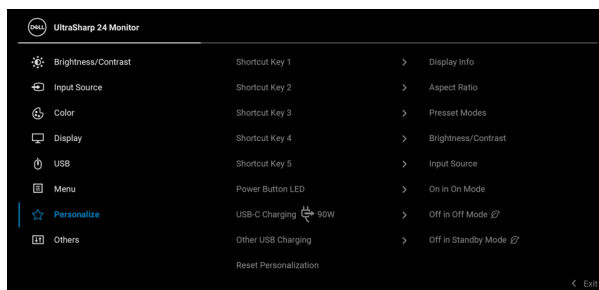 DELL UltraSharp 24 Monitor
Brightness/Contrast Shortcut Key 1 > Display Info
Input Source Shortcut Key 2 > Aspect Ratio
Color Shortcut Key 3 > Presset Modes
Display Shortcut Key 4 > Brightness/Contrast
USB Shortcut Key 5 > Input Source
Menu Power Button LED > On in On Mode
Personalize USB-C Charging 90W > Off in Off Mode
Others Other USB Charging > Off in Standby Mode
Reset Personalization
< Exit